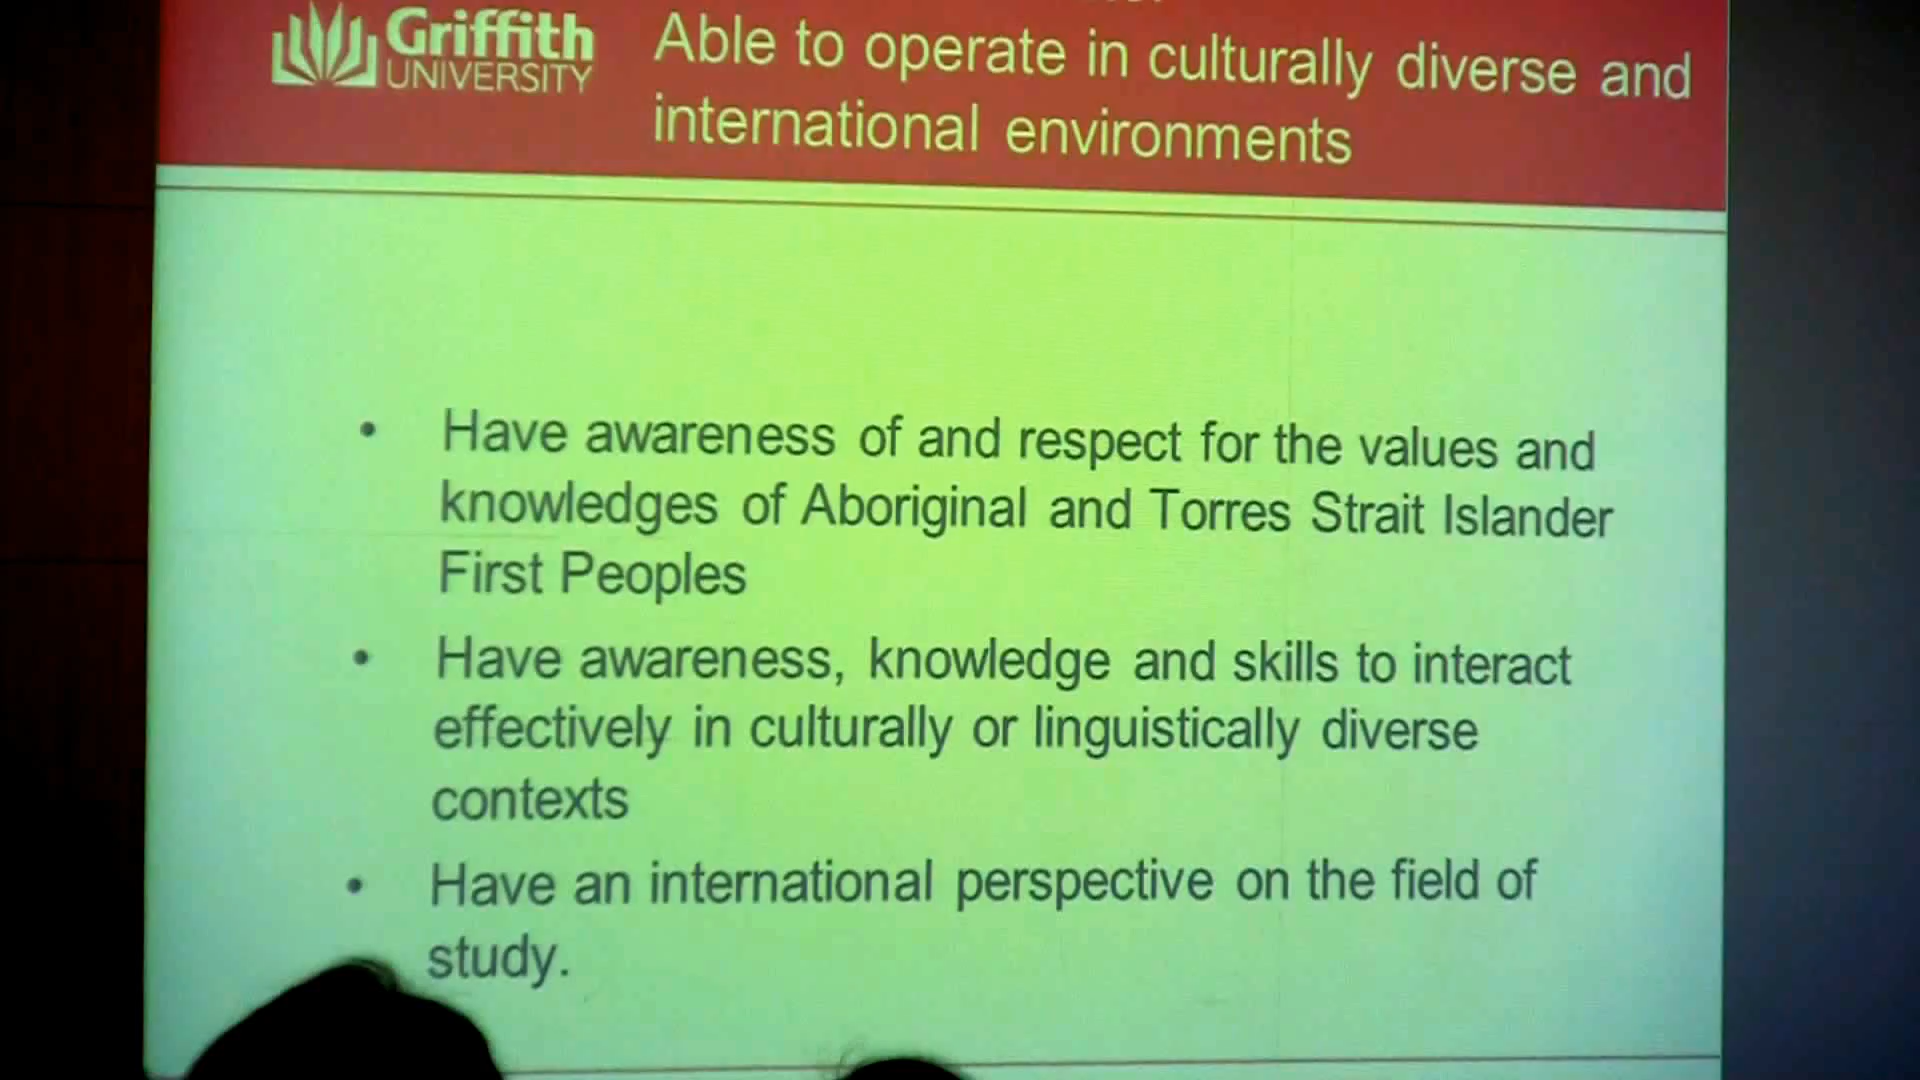 Griffith
UNIVERSITY
Able to operate in culturally diverse and
international environments
• Have awareness of and respect for the values and
knowledges of Aboriginal and Torres Strait Islander
First Peoples
• Have awareness, knowledge and skills to interact
effectively in culturally or linguistically diverse
contexts
• Have an international perspective on the field of
study.